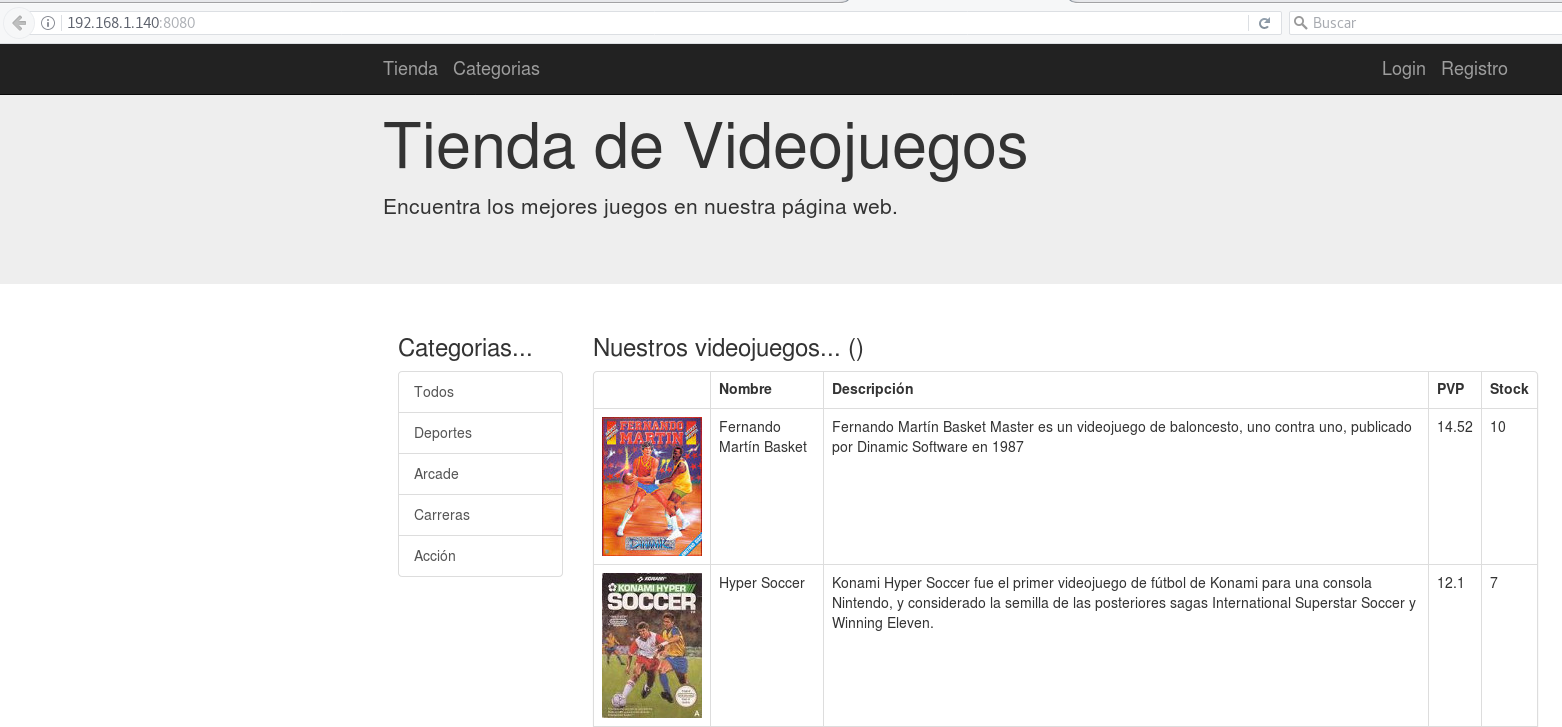 192.168.1.140:8080
Buscar
Tienda Categorias Login Registro
Tienda de Videojuegos
Encuentra los mejores juegos en nuestra página web.
Categorias...
Todos
Deportes
Arcade
Carreras
Acción
Nuestros videojuegos... ()
Nombre Descripción PVP Stock
FERNANDO
MARTIN
DINAMIC
Fernando
Martín Basket
Fernando Martín Basket Master es un videojuego de baloncesto, uno contra uno, publicado
por Dinamic Software en 1987
14.52
10
KONAMI
KONAMI HYPER
SOCCER
Hyper Soccer
Konami Hyper Soccer fue el primer videojuego de fútbol de Konami para una consola
Nintendo, y considerado la semilla de las posteriores sagas International Superstar Soccer y
Winning Eleven.
12.1
7